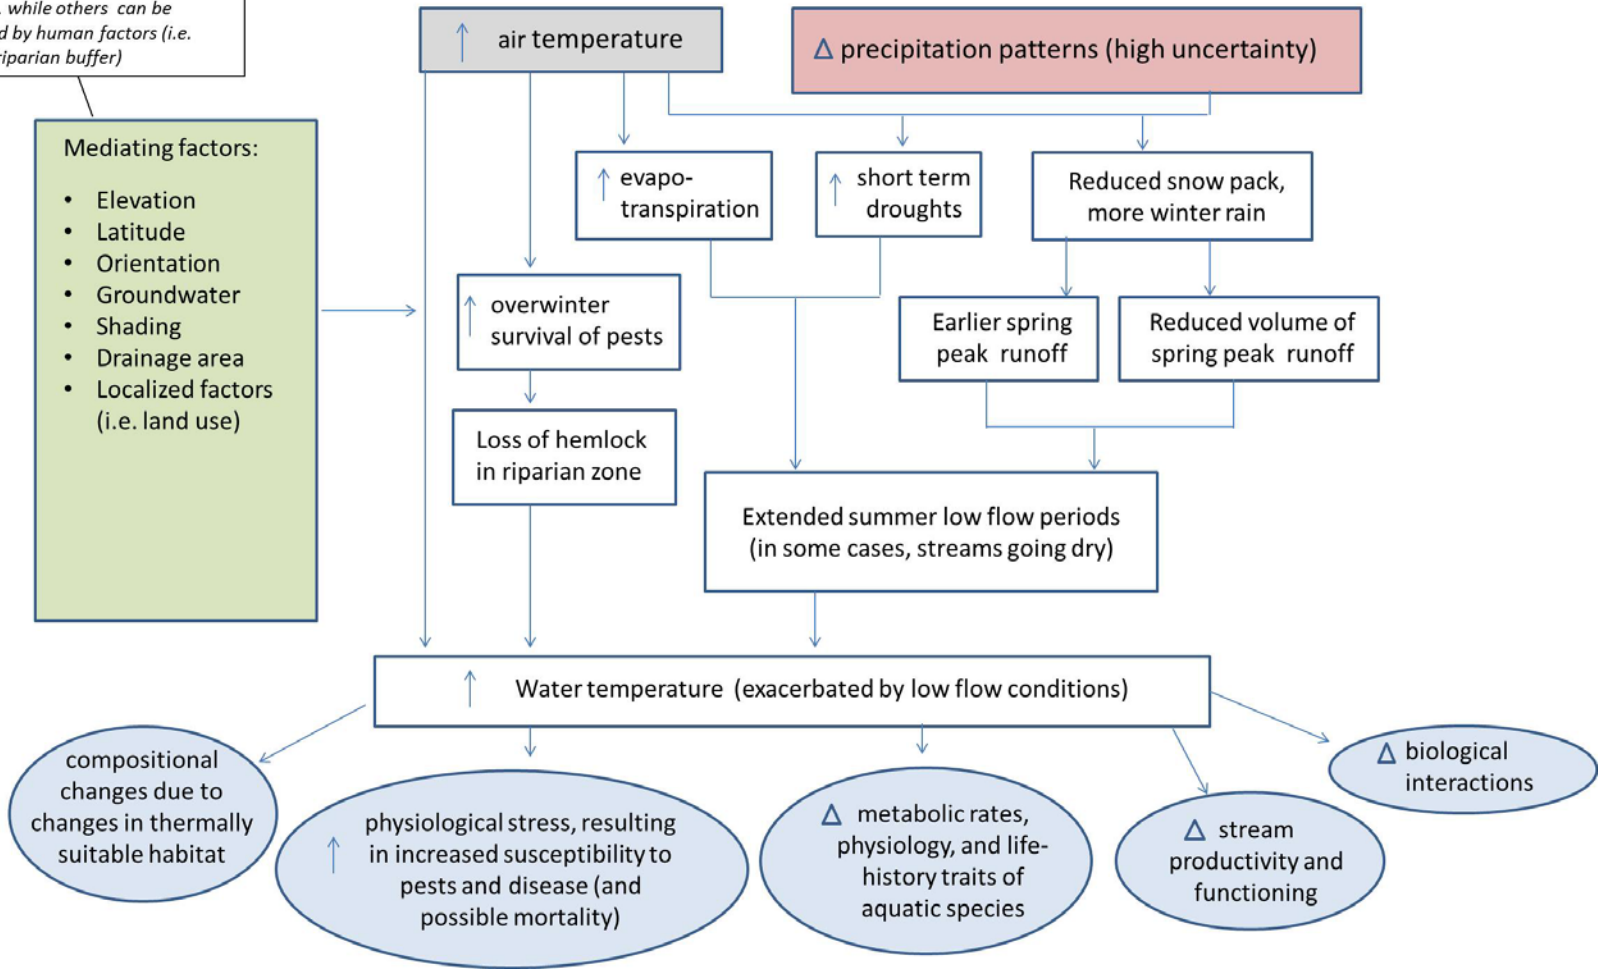 , while others can be
d by human factors (i.e.
riparian buffer)
↑ air temperature
Δ precipitation patterns (high uncertainty)
Mediating factors:
• Elevation
• Latitude
• Orientation
• Groundwater
• Shading
• Drainage area
• Localized factors
(i.e. land use)
↑ evapo-
transpiration
↑ short term
droughts
Reduced snow pack,
more winter rain
↑ overwinter
survival of pests
Earlier spring
peak runoff
Reduced volume of
spring peak runoff
Loss of hemlock
in riparian zone
Extended summer low flow periods
(in some cases, streams going dry)
↑ Water temperature (exacerbated by low flow conditions)
compositional
changes due to
changes in thermally
suitable habitat
↑ physiological stress, resulting
in increased susceptibility to
pests and disease (and
possible mortality)
Δ metabolic rates,
physiology, and life-
history traits of
aquatic species
Δ stream
productivity and
functioning
Δ biological
interactions